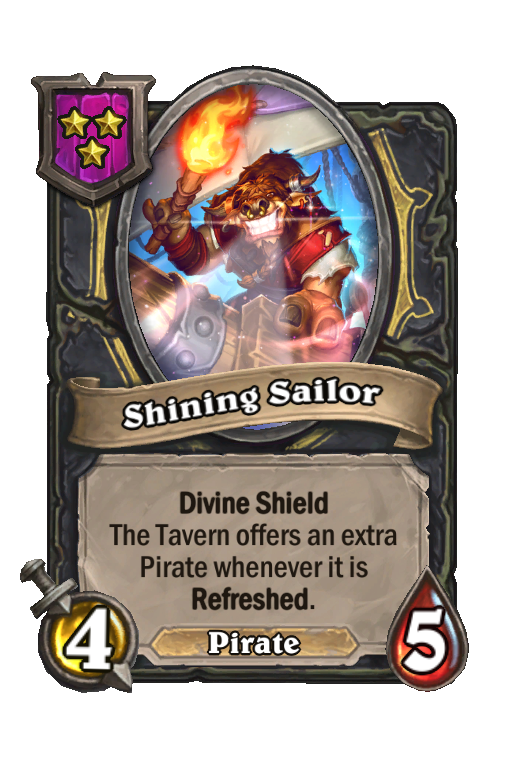 Shining Sailor
Divine Shield
The Tavern offers an extra
Pirate whenever it is
Refreshed.
4
Pirate
5